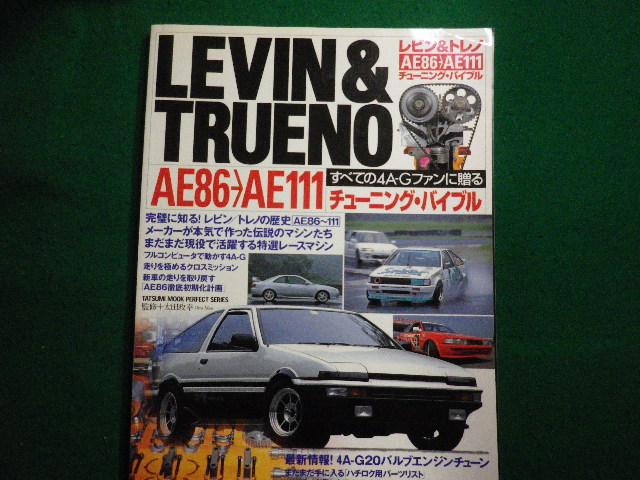 LEVIN&
TRUENO
レビン&トレノ
AE86→AE111
チューニング・バイブル
AE86→AE111
すべての4A-Gファンに贈る
チューニング・バイブル
完璧に知る!レビン/トレノの歴史[AE86~111]
メーカーが本気で作った伝説のマシンたち
まだまだ現役で活躍する特選レースマシン
フルコンピュータで動かす4A-G
走りを極めるクロスミッション
新車の走りを取り戻す
「AE86徹底初期化計画」
TATSUMI MOOK PERFECT SERIES
最新情報!4A-G20バルブエンジンチューン
まだまだ手に入る「ハチロク用パーツリスト」